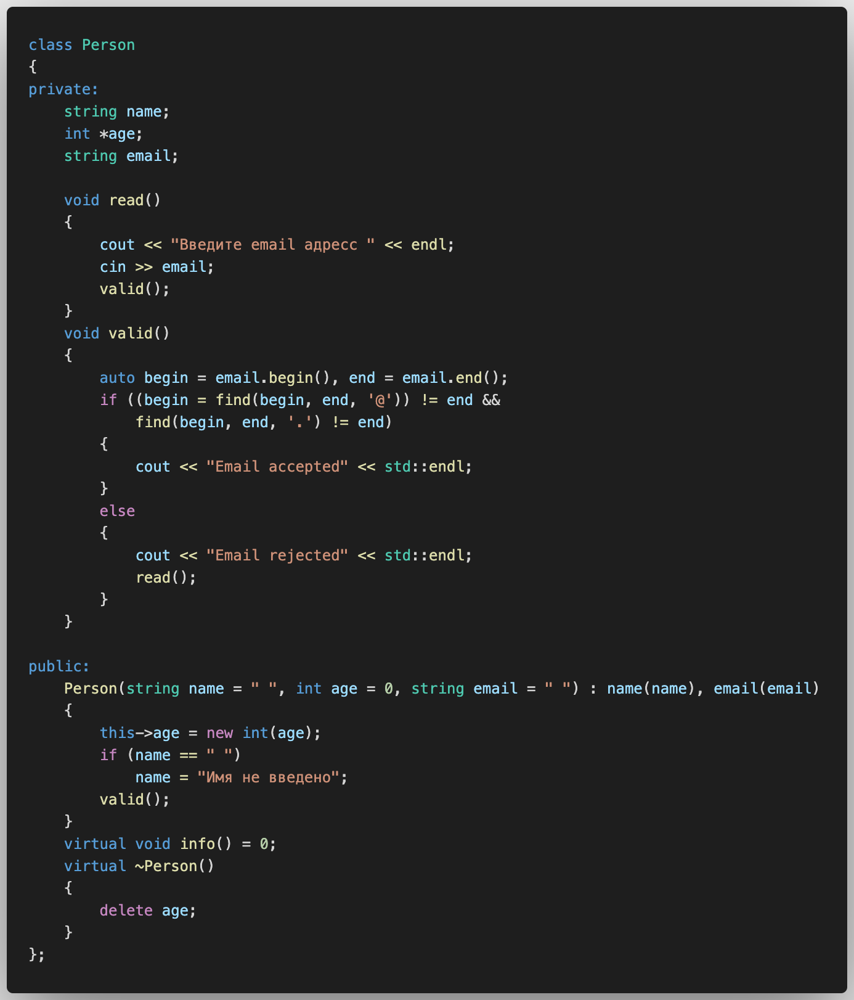 class Person
{
private:
    string name;
    int *age;
    string email;

    void read()
    {
        cout << "Введите email адресс " << endl;
        cin >> email;
        valid();
    }
    void valid()
    {
        auto begin = email.begin(), end = email.end();
        if ((begin = find(begin, end, '@')) != end &&
            find(begin, end, '.') != end)
        {
            cout << "Email accepted" << std::endl;
        }
        else
        {
            cout << "Email rejected" << std::endl;
            read();
        }
    }

public:
    Person(string name = " ", int age = 0, string email = " ") : name(name), email(email)
    {
        this->age = new int(age);
        if (name == " ")
            name = "Имя не введено";
        valid();
    }
    virtual void info() = 0;
    virtual ~Person()
    {
        delete age;
    }
};